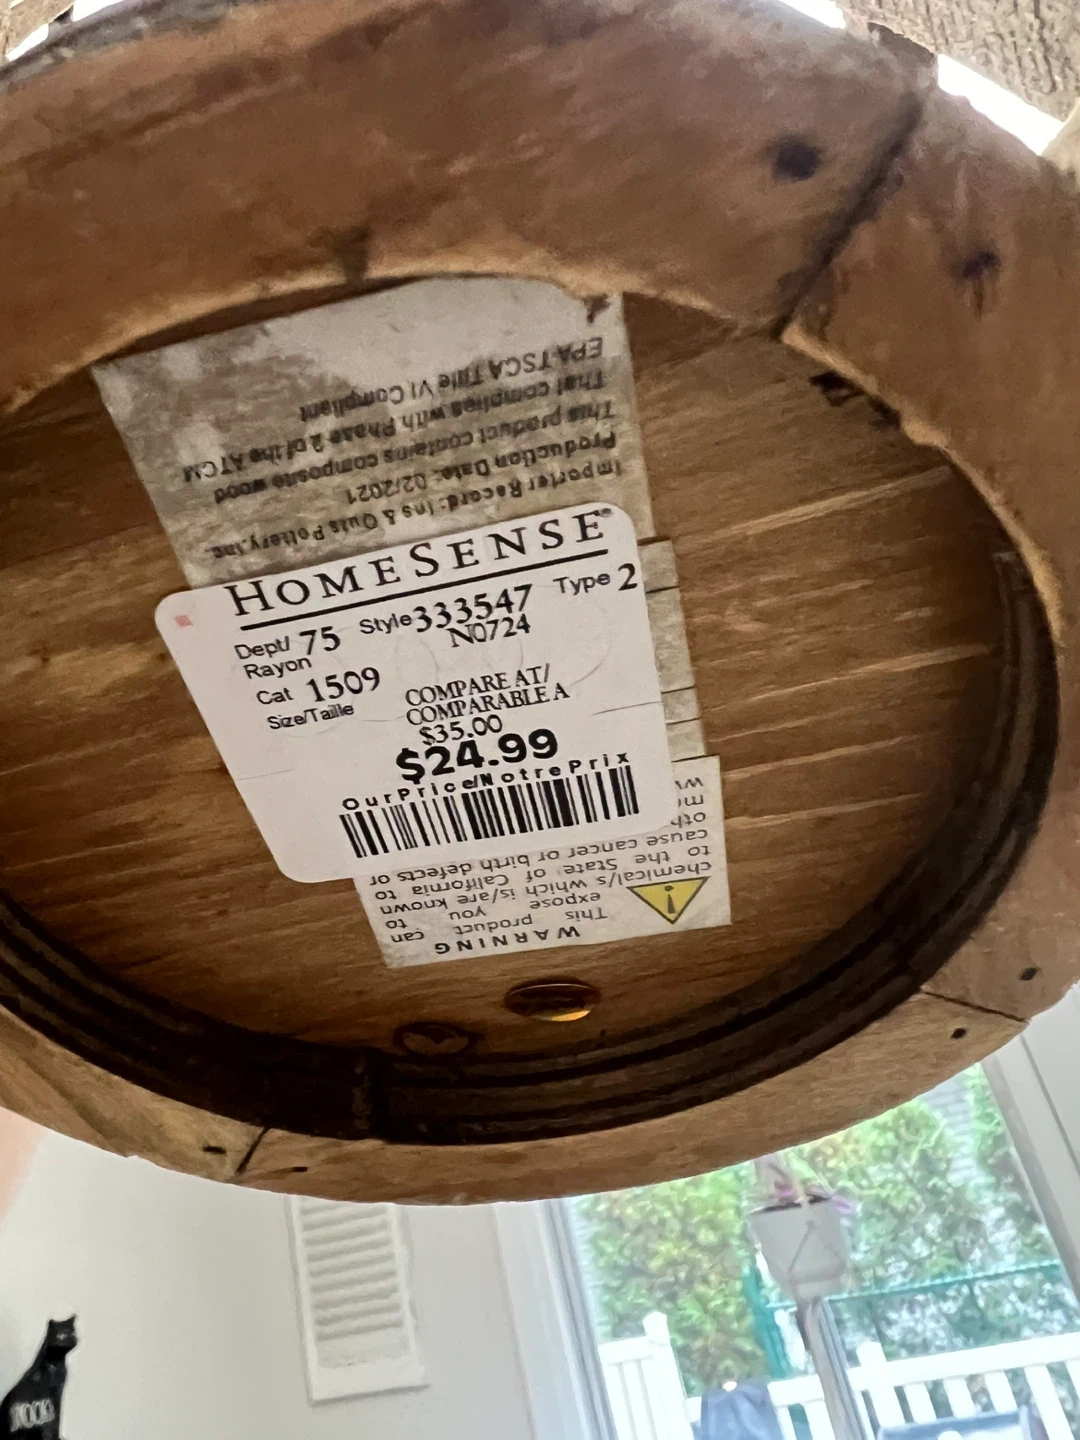 HOMESENSE®
Dept/ 75 Style 333547 Type 2
Rayon N0724
Cat 1509
Size/Taille
COMPARE AT/
COMPARABLE A
$35.00
$24.99
OurPrice/NotrePrix
Importer Record: Ins & Outs Pottery, Inc.
Production Date: 02/2021
This product contains composite wood
That complies with Phase 2 of the ATCM
EPA TSCA Title VI Compliant
WARNING
This product can
expose you to
chemical/s which is/are known
to the State of California to
cause cancer or birth defects or
oth